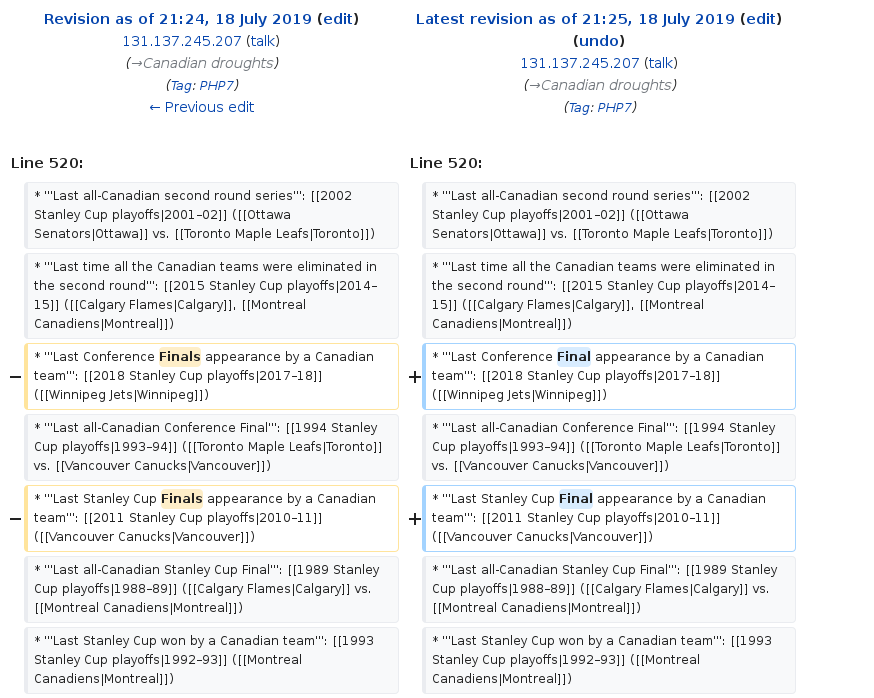 Revision as of 21:24, 18 July 2019 (edit)
131.137.245.207 (talk)
(→Canadian droughts)
(Tag: PHP7)
← Previous edit
Latest revision as of 21:25, 18 July 2019 (edit)
(undo)
131.137.245.207 (talk)
(→Canadian droughts)
(Tag: PHP7)
Line 520:
* '''Last all-Canadian second round series''': [[2002
Stanley Cup playoffs|2001–02]] ([[Ottawa
Senators|Ottawa]] vs. [[Toronto Maple Leafs|Toronto]])
* '''Last time all the Canadian teams were eliminated in
the second round''': [[2015 Stanley Cup playoffs|2014–
15]] ([[Calgary Flames|Calgary]], [[Montreal
Canadiens|Montreal]])
− * '''Last Conference Finals appearance by a Canadian
team''': [[2018 Stanley Cup playoffs|2017–18]]
([[Winnipeg Jets|Winnipeg]])
* '''Last all-Canadian Conference Final''': [[1994 Stanley
Cup playoffs|1993–94]] ([[Toronto Maple Leafs|Toronto]]
vs. [[Vancouver Canucks|Vancouver]])
− * '''Last Stanley Cup Finals appearance by a Canadian
team''': [[2011 Stanley Cup playoffs|2010–11]]
([[Vancouver Canucks|Vancouver]])
* '''Last all-Canadian Stanley Cup Final''': [[1989 Stanley
Cup playoffs|1988–89]] ([[Calgary Flames|Calgary]] vs.
[[Montreal Canadiens|Montreal]])
* '''Last Stanley Cup won by a Canadian team''': [[1993
Stanley Cup playoffs|1992–93]] ([[Montreal
Canadiens|Montreal]])
Line 520:
* '''Last all-Canadian second round series''': [[2002
Stanley Cup playoffs|2001–02]] ([[Ottawa
Senators|Ottawa]] vs. [[Toronto Maple Leafs|Toronto]])
* '''Last time all the Canadian teams were eliminated in
the second round''': [[2015 Stanley Cup playoffs|2014–
15]] ([[Calgary Flames|Calgary]], [[Montreal
Canadiens|Montreal]])
+ * '''Last Conference Final appearance by a Canadian
team''': [[2018 Stanley Cup playoffs|2017–18]]
([[Winnipeg Jets|Winnipeg]])
* '''Last all-Canadian Conference Final''': [[1994 Stanley
Cup playoffs|1993–94]] ([[Toronto Maple Leafs|Toronto]]
vs. [[Vancouver Canucks|Vancouver]])
+ * '''Last Stanley Cup Final appearance by a Canadian
team''': [[2011 Stanley Cup playoffs|2010–11]]
([[Vancouver Canucks|Vancouver]])
* '''Last all-Canadian Stanley Cup Final''': [[1989 Stanley
Cup playoffs|1988–89]] ([[Calgary Flames|Calgary]] vs.
[[Montreal Canadiens|Montreal]])
* '''Last Stanley Cup won by a Canadian team''': [[1993
Stanley Cup playoffs|1992–93]] ([[Montreal
Canadiens|Montreal]])